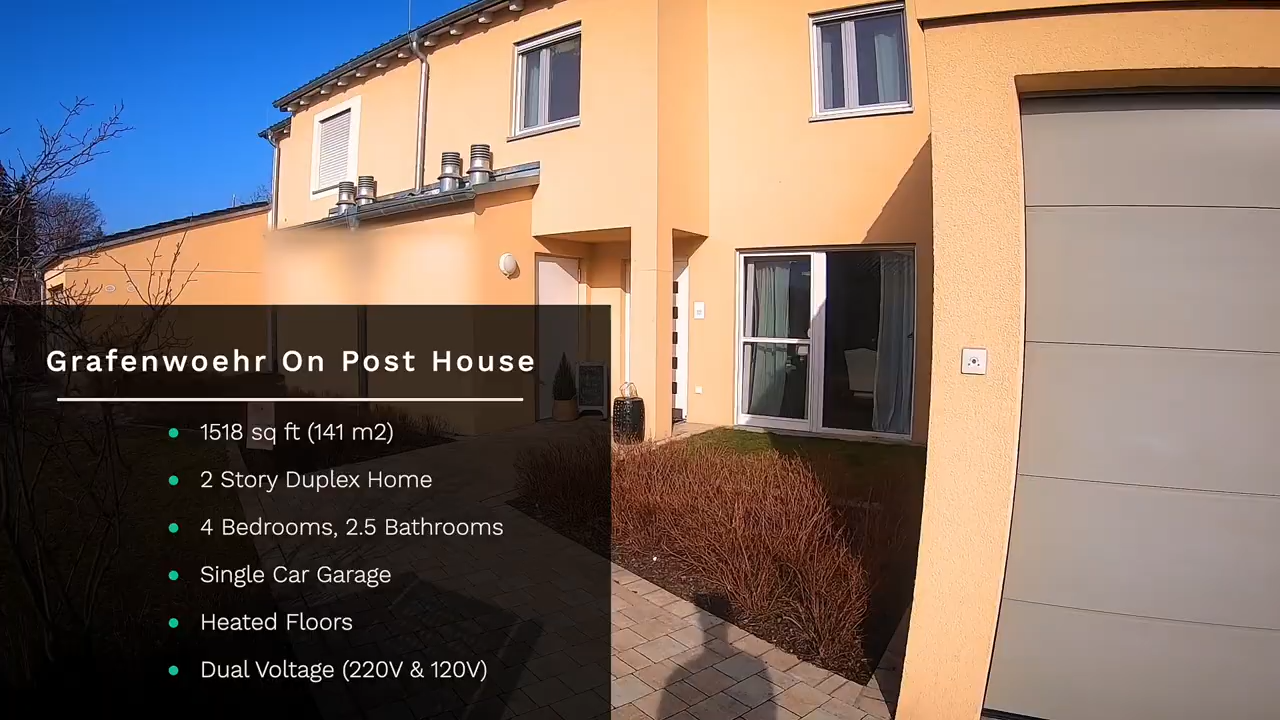 Grafenwoehr On Post House
1518 sq ft (141 m2)
2 Story Duplex Home
4 Bedrooms, 2.5 Bathrooms
Single Car Garage
Heated Floors
Dual Voltage (220V & 120V)